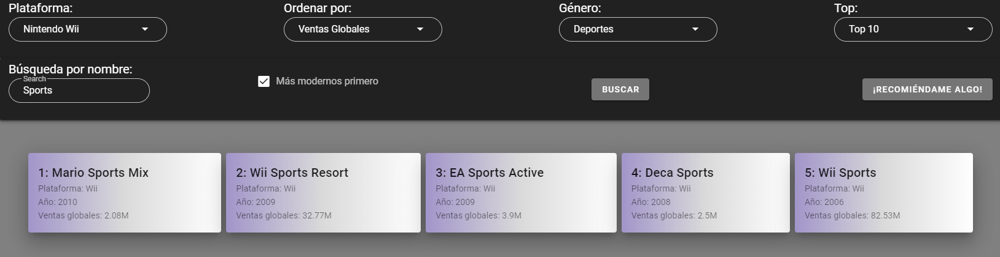 Plataforma:
Nintendo Wii
Ordenar por:
Ventas Globales
Género:
Deportes
Top:
Top 10
Búsqueda por nombre:
Search
Sports
Más modernos primero
BUSCAR
¡RECOMIÉNDAME ALGO!
1: Mario Sports Mix
Plataforma: Wii
Año: 2010
Ventas globales: 2.08M
2: Wii Sports Resort
Plataforma: Wii
Año: 2009
Ventas globales: 32.77M
3: EA Sports Active
Plataforma: Wii
Año: 2009
Ventas globales: 3.9M
4: Deca Sports
Plataforma: Wii
Año: 2008
Ventas globales: 2.5M
5: Wii Sports
Plataforma: Wii
Año: 2006
Ventas globales: 82.53M